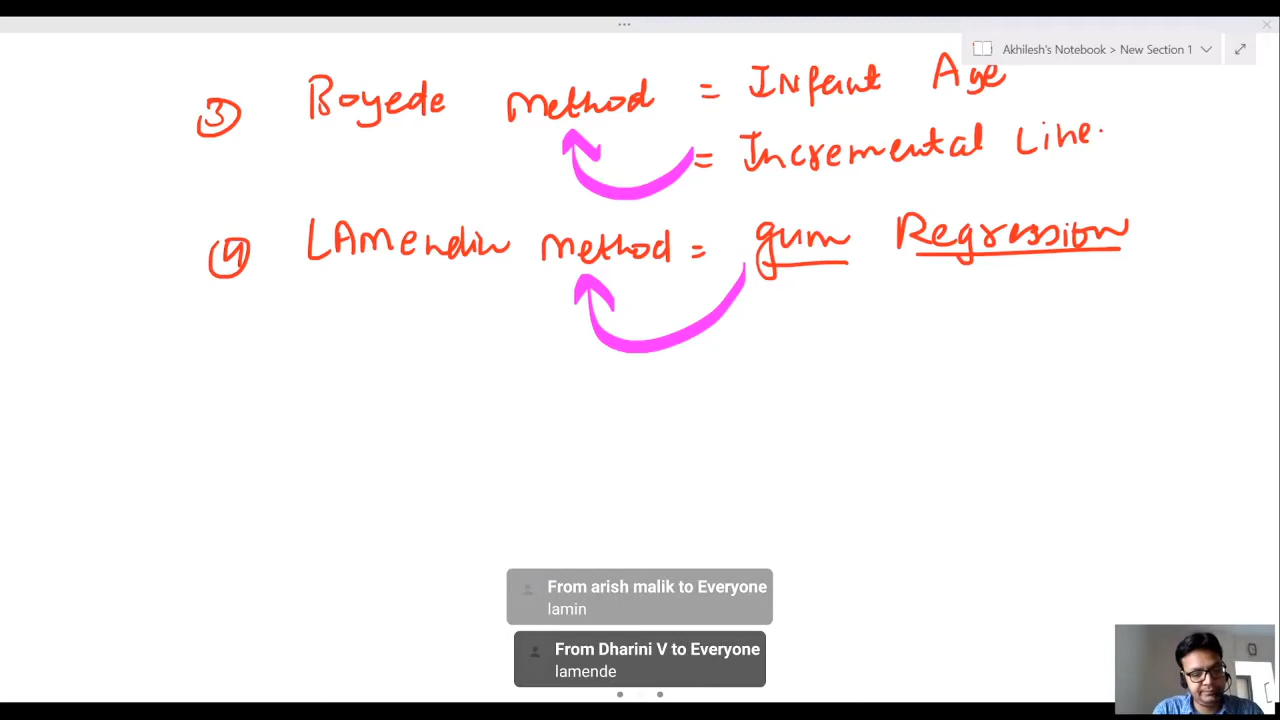 Akhilesh's Notebook > New Section 1
③ Boyede method = Infant Age
= Incremental Line.
④ LAMendin method = gum Regression
From arish malik to Everyone
lamin
From Dharini V to Everyone
lamende